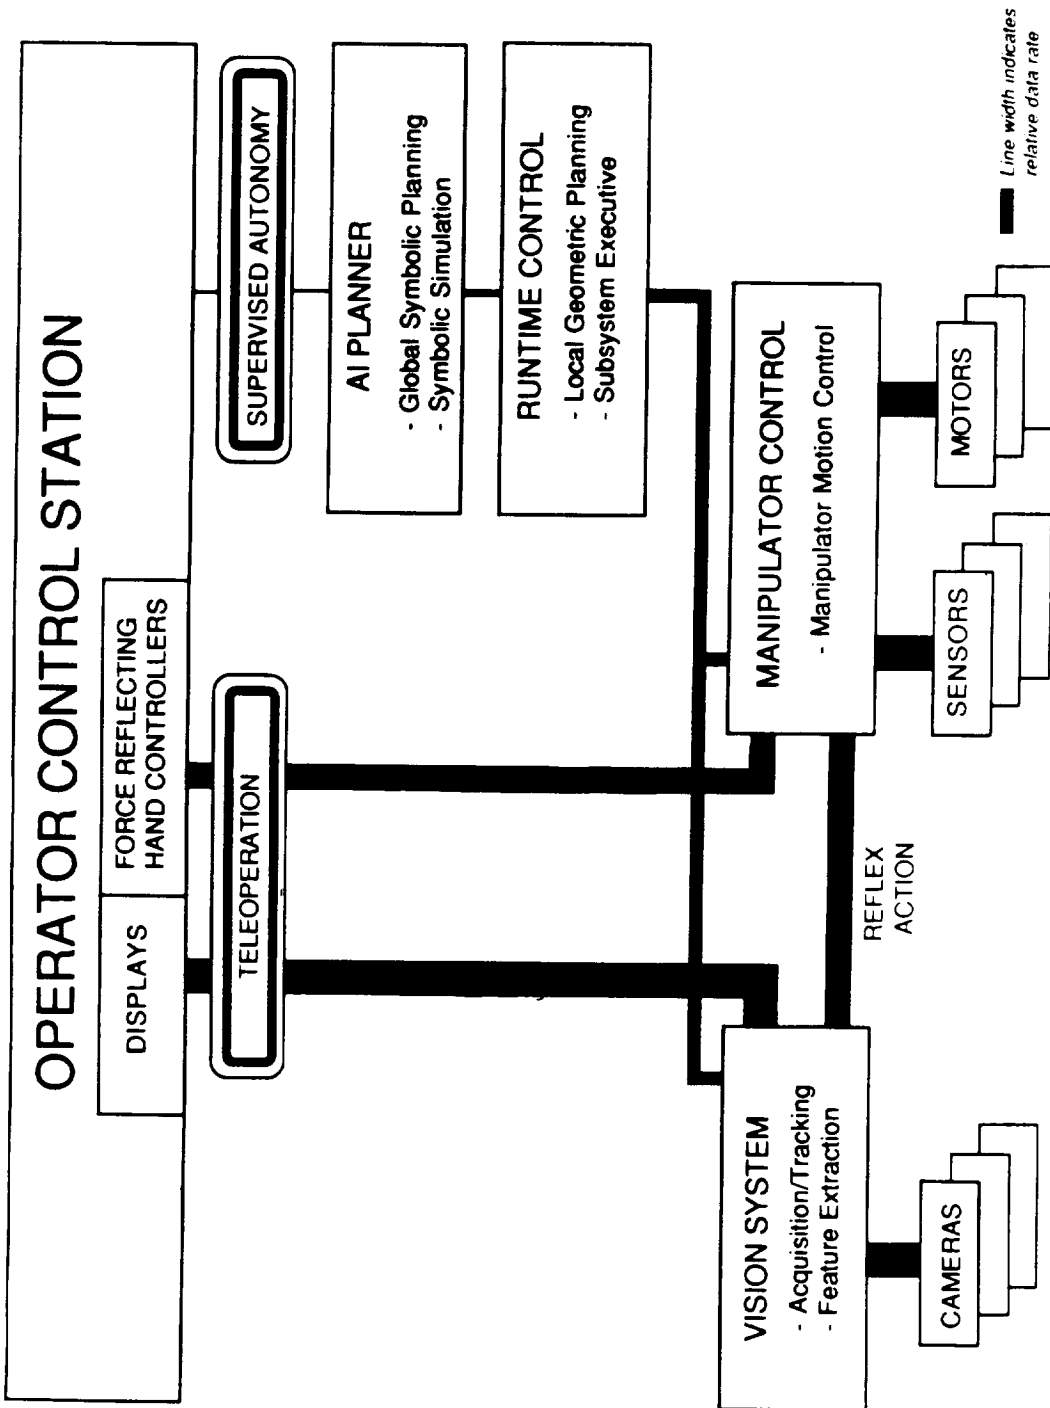 OPERATOR CONTROL STATION
DISPLAYS
FORCE REFLECTING
HAND CONTROLLERS
TELEOPERATION
SUPERVISED AUTONOMY
AI PLANNER
- Global Symbolic Planning
- Symbolic Simulation
RUNTIME CONTROL
- Local Geometric Planning
- Subsystem Executive
VISION SYSTEM
- Acquisition/Tracking
- Feature Extraction
REFLEX
ACTION
MANIPULATOR CONTROL
- Manipulator Motion Control
CAMERAS
SENSORS
MOTORS
Line width indicates
relative data rate